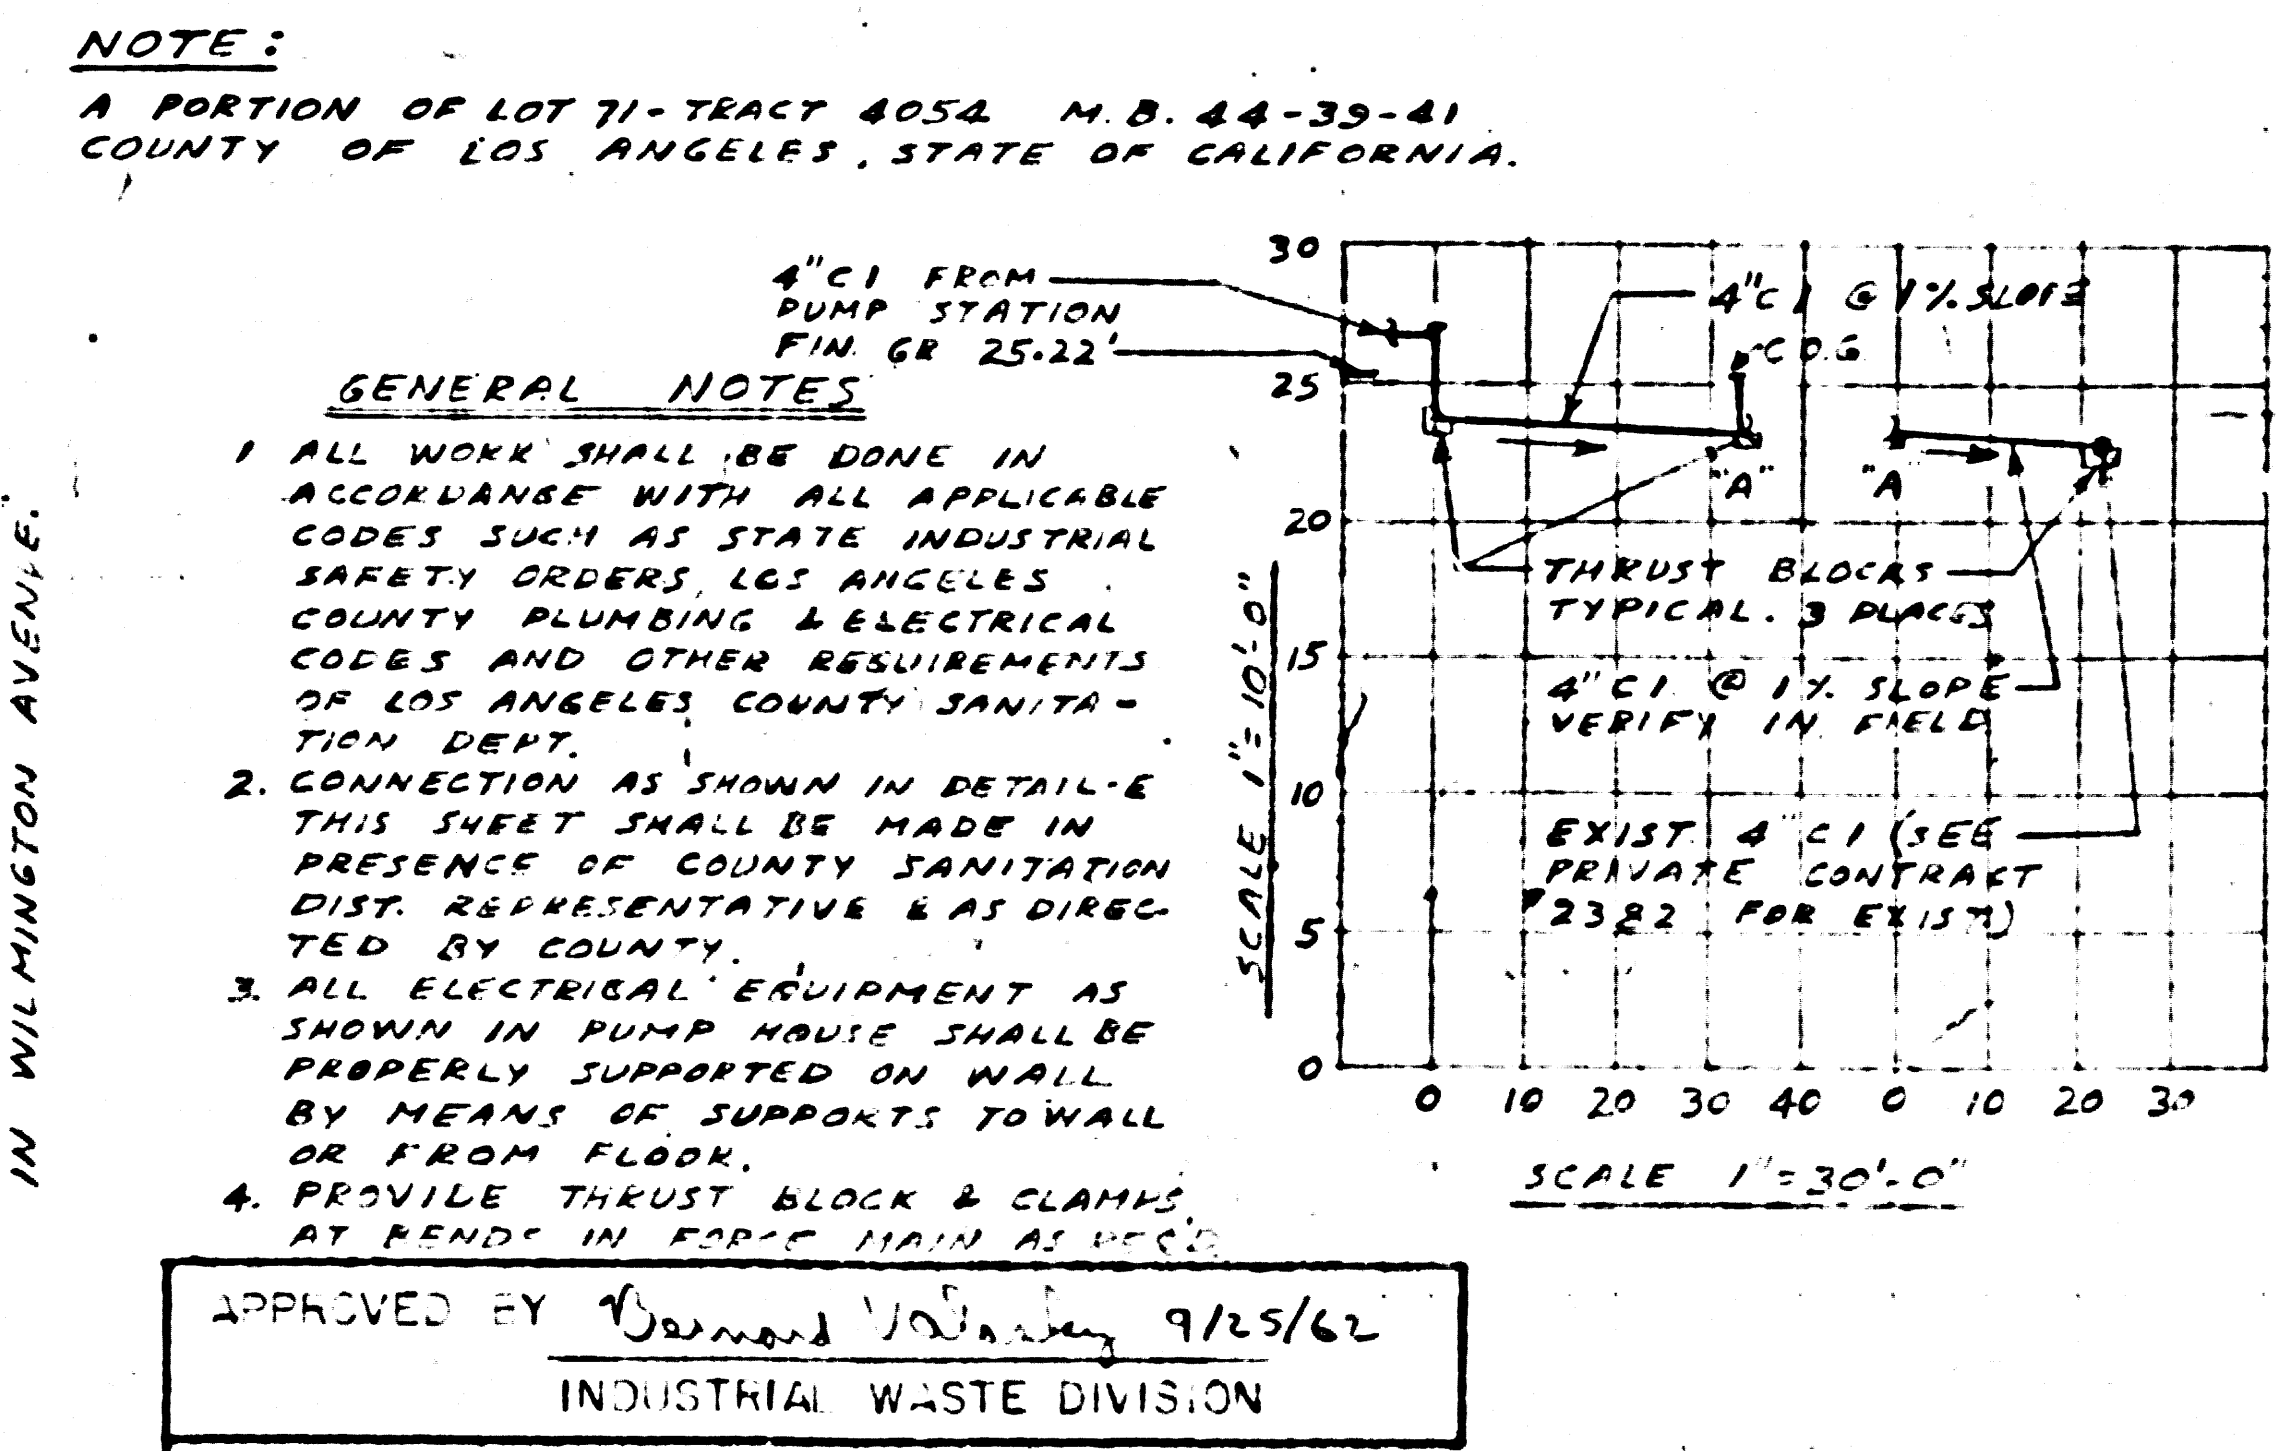 NOTE:
A PORTION OF LOT 71-TRACT 4054 M.B. 44-39-41
COUNTY OF LOS ANGELES, STATE OF CALIFORNIA.
4"CI FROM
PUMP STATION
FIN. GR 25.22'
GENERAL NOTES
1 ALL WORK SHALL BE DONE IN
ACCORDANCE WITH ALL APPLICABLE
CODES SUCH AS STATE INDUSTRIAL
SAFETY ORDERS, LOS ANGELES
COUNTY PLUMBING & ELECTRICAL
CODES AND OTHER REQUIREMENTS
OF LOS ANGELES COUNTY SANITA-
TION DEPT.
2. CONNECTION AS SHOWN IN DETAIL-E
THIS SHEET SHALL BE MADE IN
PRESENCE OF COUNTY SANITATION
DIST. REPRESENTATIVE & AS DIREC-
TED BY COUNTY.
3. ALL ELECTRICAL EQUIPMENT AS
SHOWN IN PUMP HOUSE SHALL BE
PROPERLY SUPPORTED ON WALL
BY MEANS OF SUPPORTS TO WALL
OR FROM FLOOR.
4. PROVIDE THRUST BLOCK & CLAMPS
AT BENDS IN FORCE MAIN AS REQ'D
IN WILMINGTON AVENUE.
30
25
20
15
10
5
0
SCALE 1"=10'-0"
4"CI @ 1% SLOPE
C.O.G.
"A"
"A"
THRUST BLOCKS
TYPICAL. 3 PLACES
4"CI @ 1% SLOPE
VERIFY IN FIELD
EXIST. 4"CI (SEE
PRIVATE CONTRACT
2382 FOR EXIST.)
0 10 20 30 40 0 10 20 30
SCALE 1"=30'-0"
APPROVED BY Bernard 9/25/62
INDUSTRIAL WASTE DIVISION